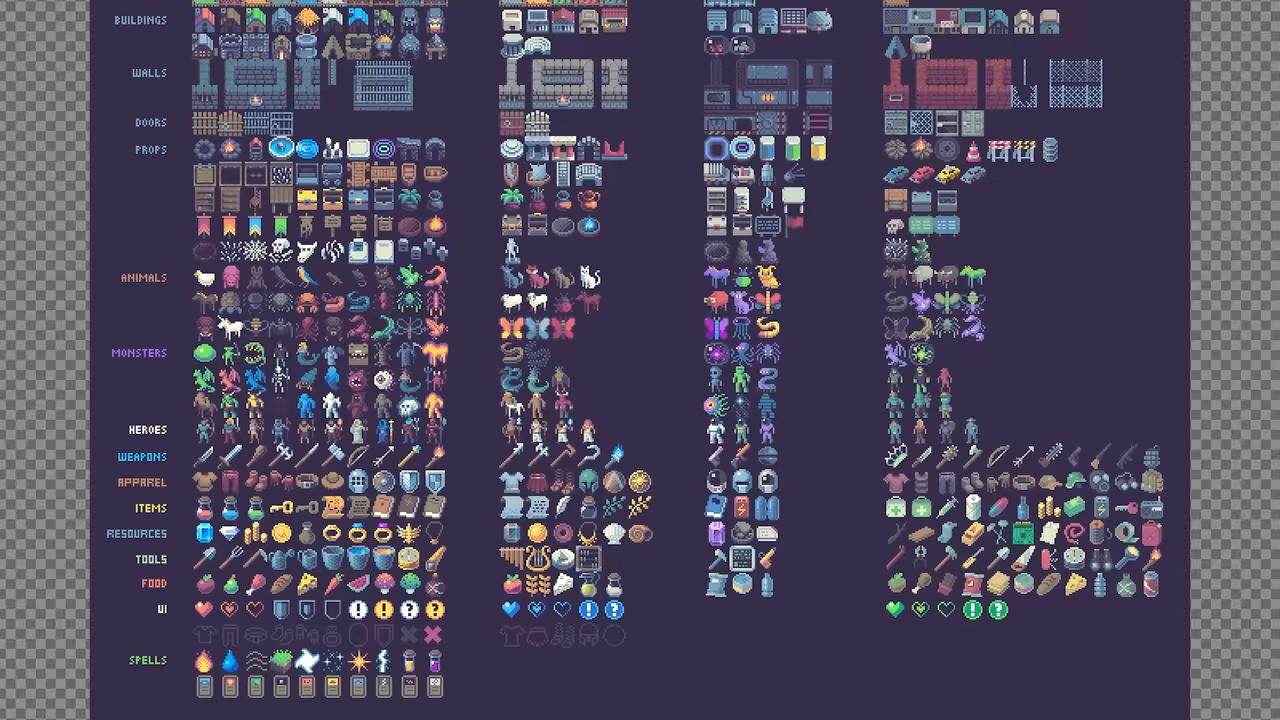 BUILDINGS
WALLS
DOORS
PROPS
ANIMALS
MONSTERS
HEROES
WEAPONS
APPAREL
ITEMS
RESOURCES
TOOLS
FOOD
UI
SPELLS